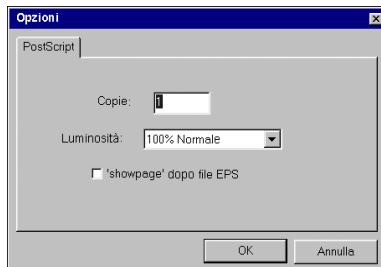 Opzioni
PostScript
Copie: 1
Luminosità: 100% Normale
'showpage' dopo file EPS
OK Annulla